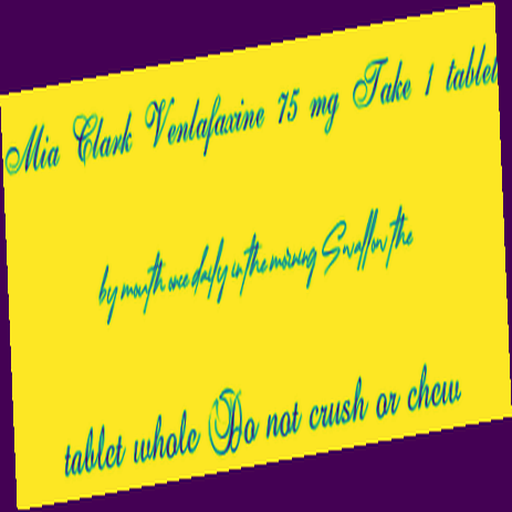 Mia Clark Venlafaxine 75 mg Take 1 tablet
by mouth once daily in the morning Swallow the
tablet whole Do not crush or chew